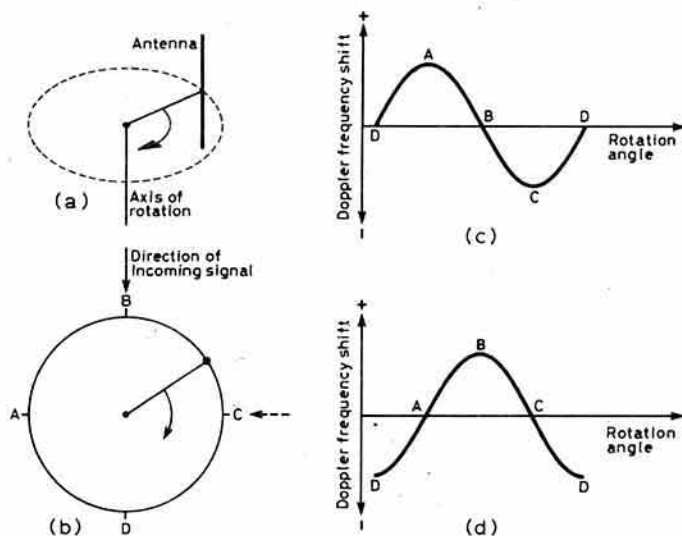 Antenna
Axis of
rotation
(a)
Direction of
Incoming signal
B
A
C
D
(b)
+
Doppler frequency shift
A
D
B
D
Rotation
angle
C
I
(c)
+
Doppler frequency shift
B
A
C
Rotation
angle
D
D
I
(d)